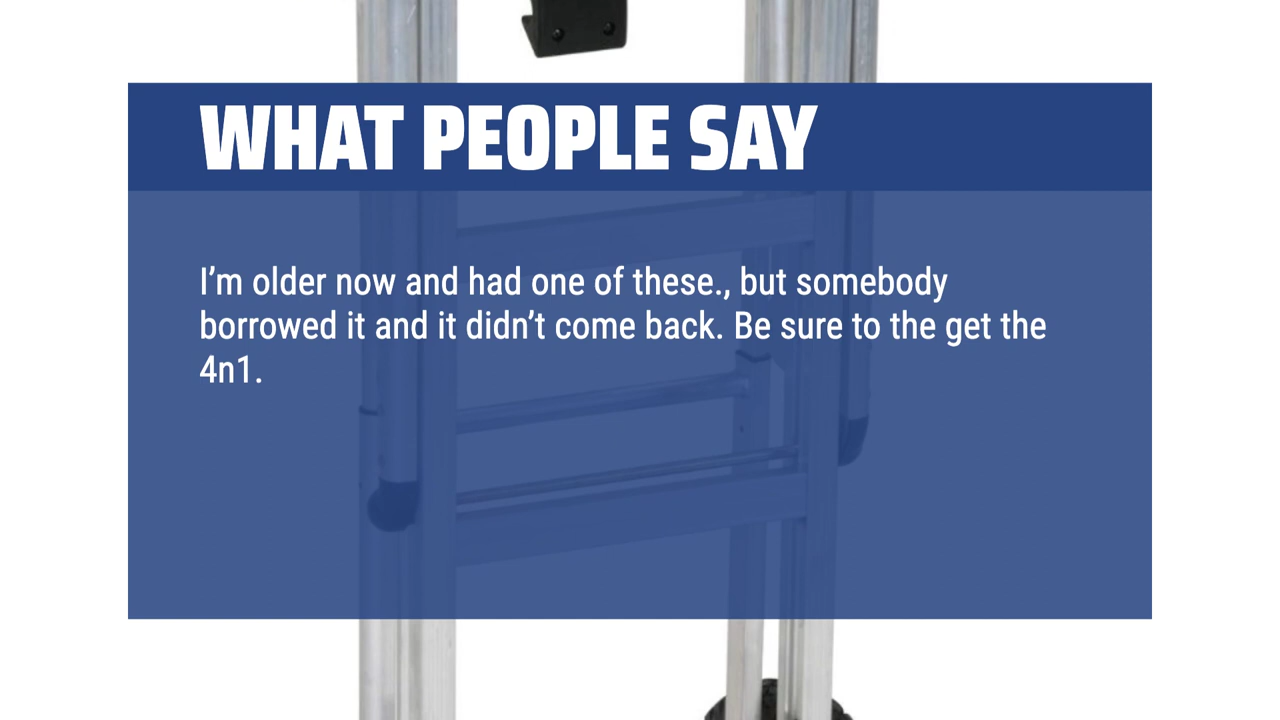 WHAT PEOPLE SAY
I’m older now and had one of these., but somebody
borrowed it and it didn’t come back. Be sure to the get the
4n1.